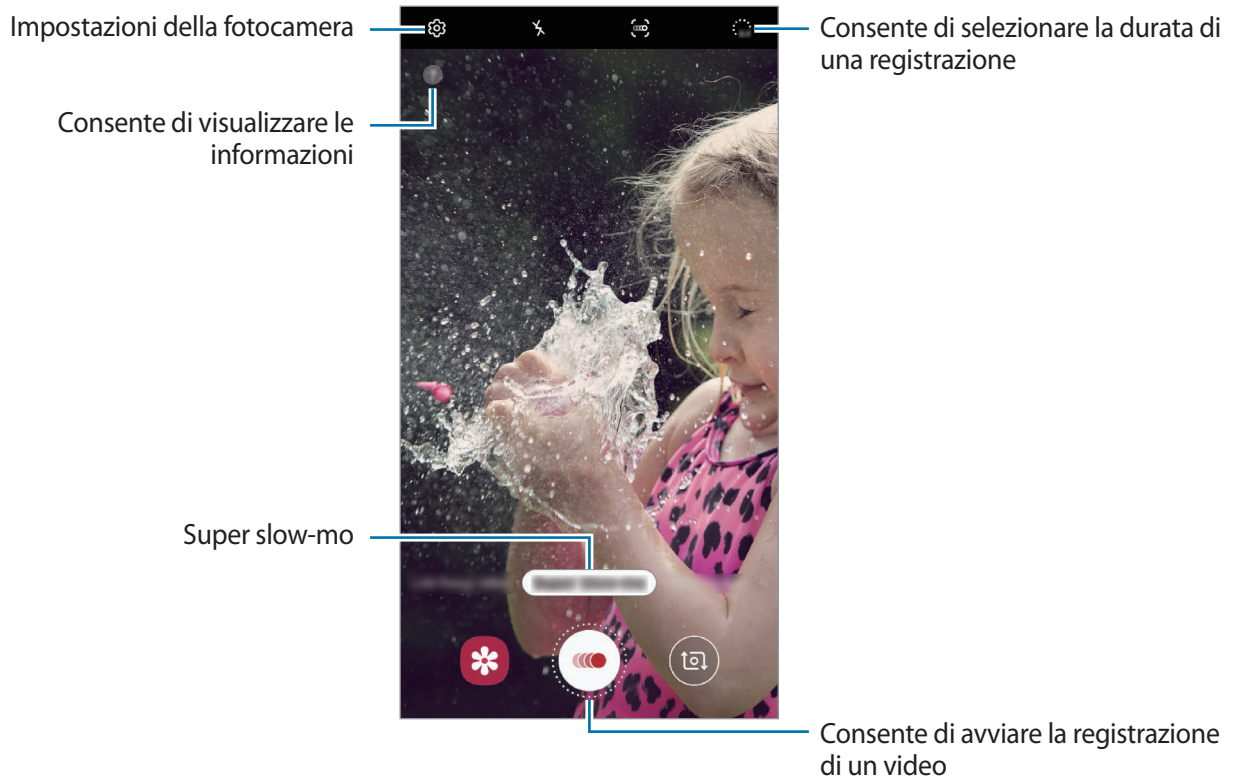 Impostazioni della fotocamera
Consente di selezionare la durata di
una registrazione
Consente di visualizzare le
informazioni
Super slow-mo
Consente di avviare la registrazione
di un video